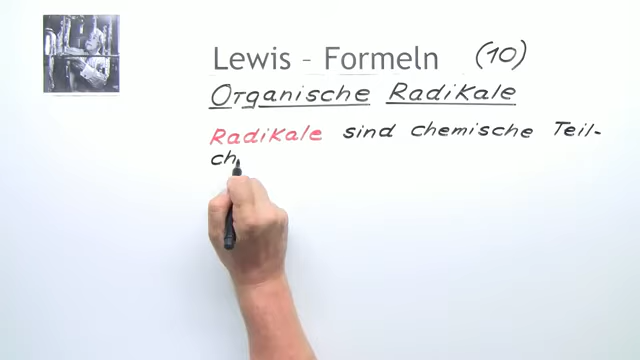 Lewis - Formeln (10)
Organische Radikale
Radikale sind chemische Teil-
ch